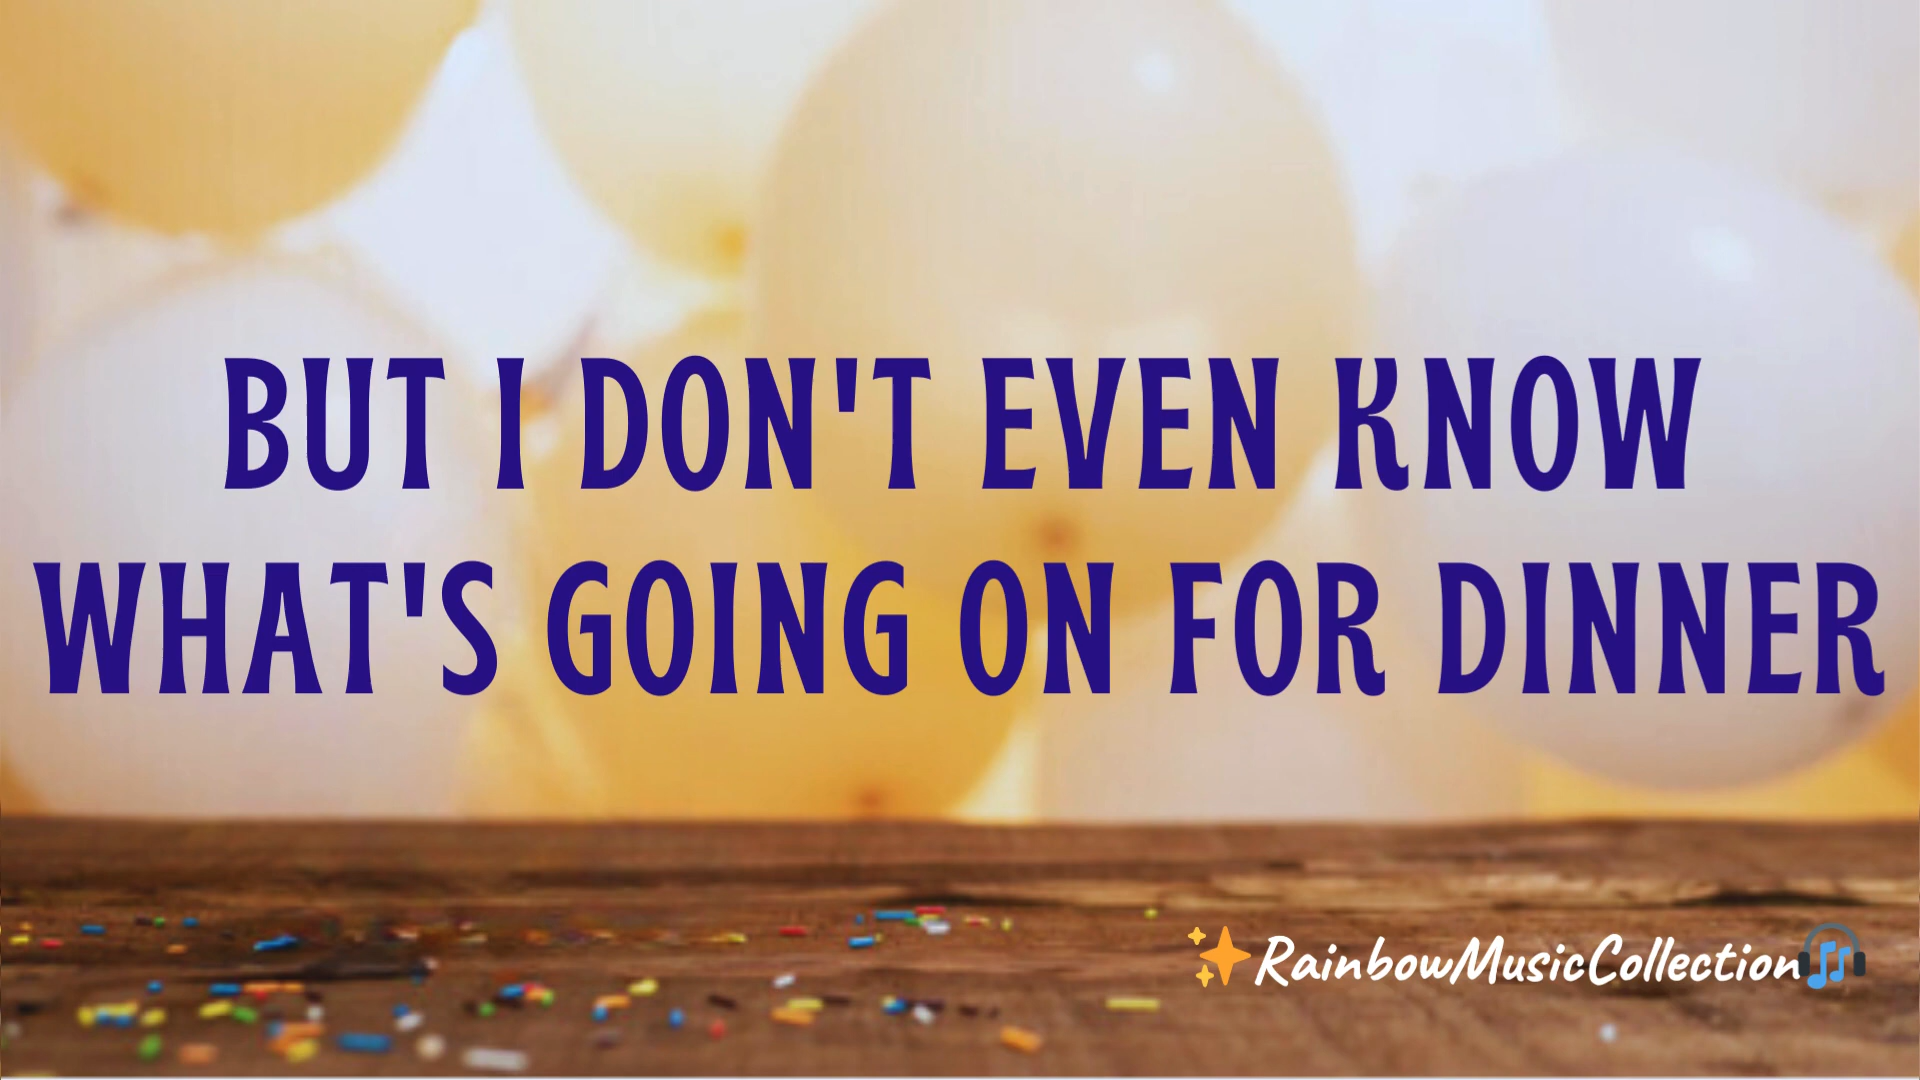 BUT I DON'T EVEN KNOW
WHAT'S GOING ON FOR DINNER
✨RainbowMusicCollection🎧